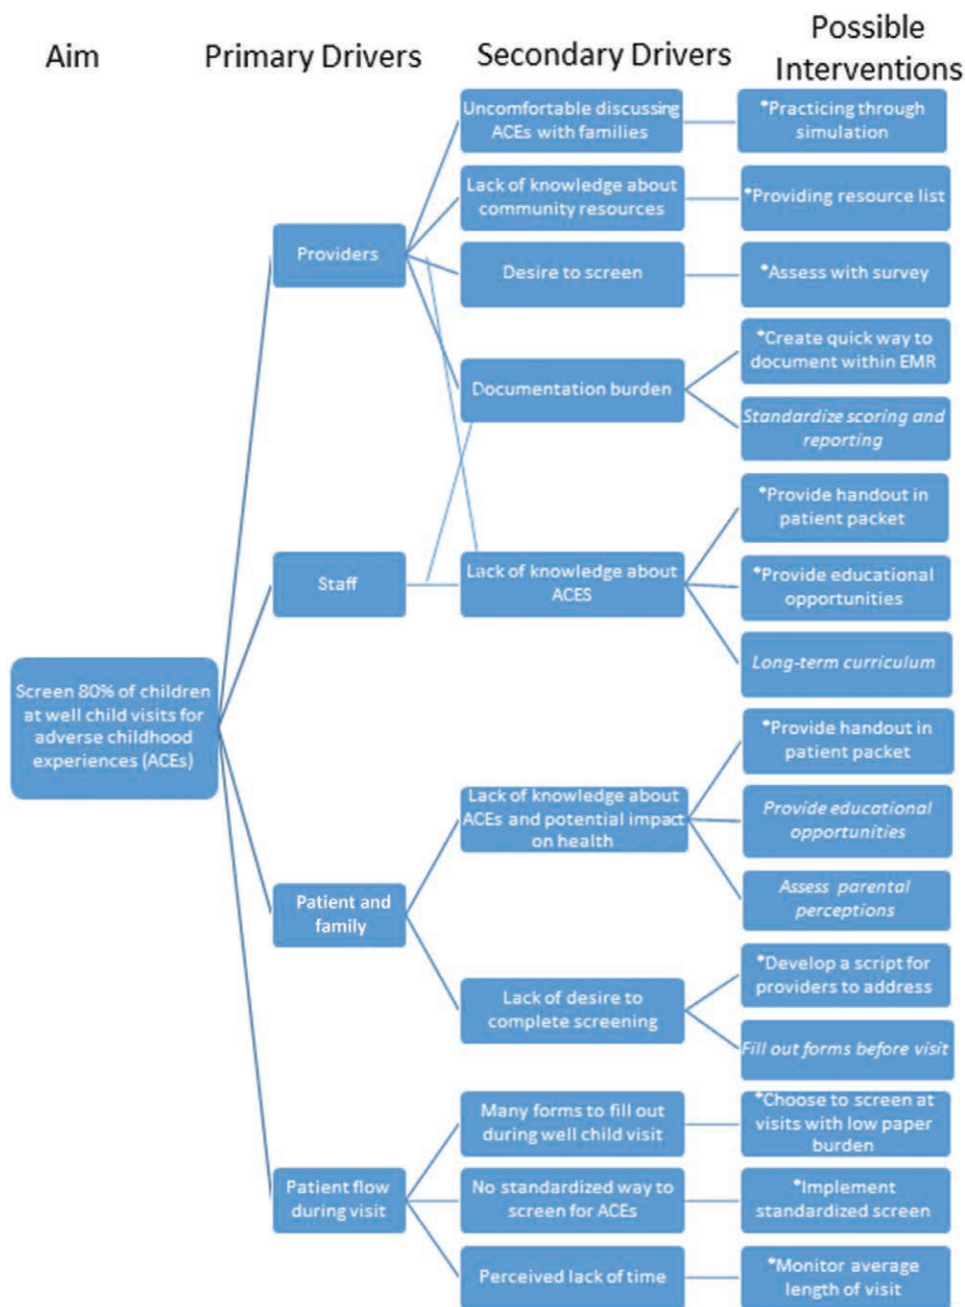 Aim
Primary Drivers
Secondary Drivers
Possible
Interventions
Uncomfortable discussing
ACEs with families
*Practicing through
simulation
Lack of knowledge about
community resources
*Providing resource list
Providers
Desire to screen
*Assess with survey
Documentation burden
*Create quick way to
document within EMR
Standardize scoring and
reporting
Staff
Lack of knowledge about
ACES
*Provide handout in
patient packet
*Provide educational
opportunities
Long-term curriculum
Screen 80% of children
at well child visits for
adverse childhood
experiences (ACEs)
Lack of knowledge about
ACEs and potential impact
on health
*Provide handout in
patient packet
Provide educational
opportunities
Assess parental
perceptions
Patient and
family
Lack of desire to
complete screening
*Develop a script for
providers to address
Fill out forms before visit
Many forms to fill out
during well child visit
*Choose to screen at
visits with low paper
burden
Patient flow
during visit
No standardized way to
screen for ACEs
*Implement
standardized screen
Perceived lack of time
*Monitor average
length of visit